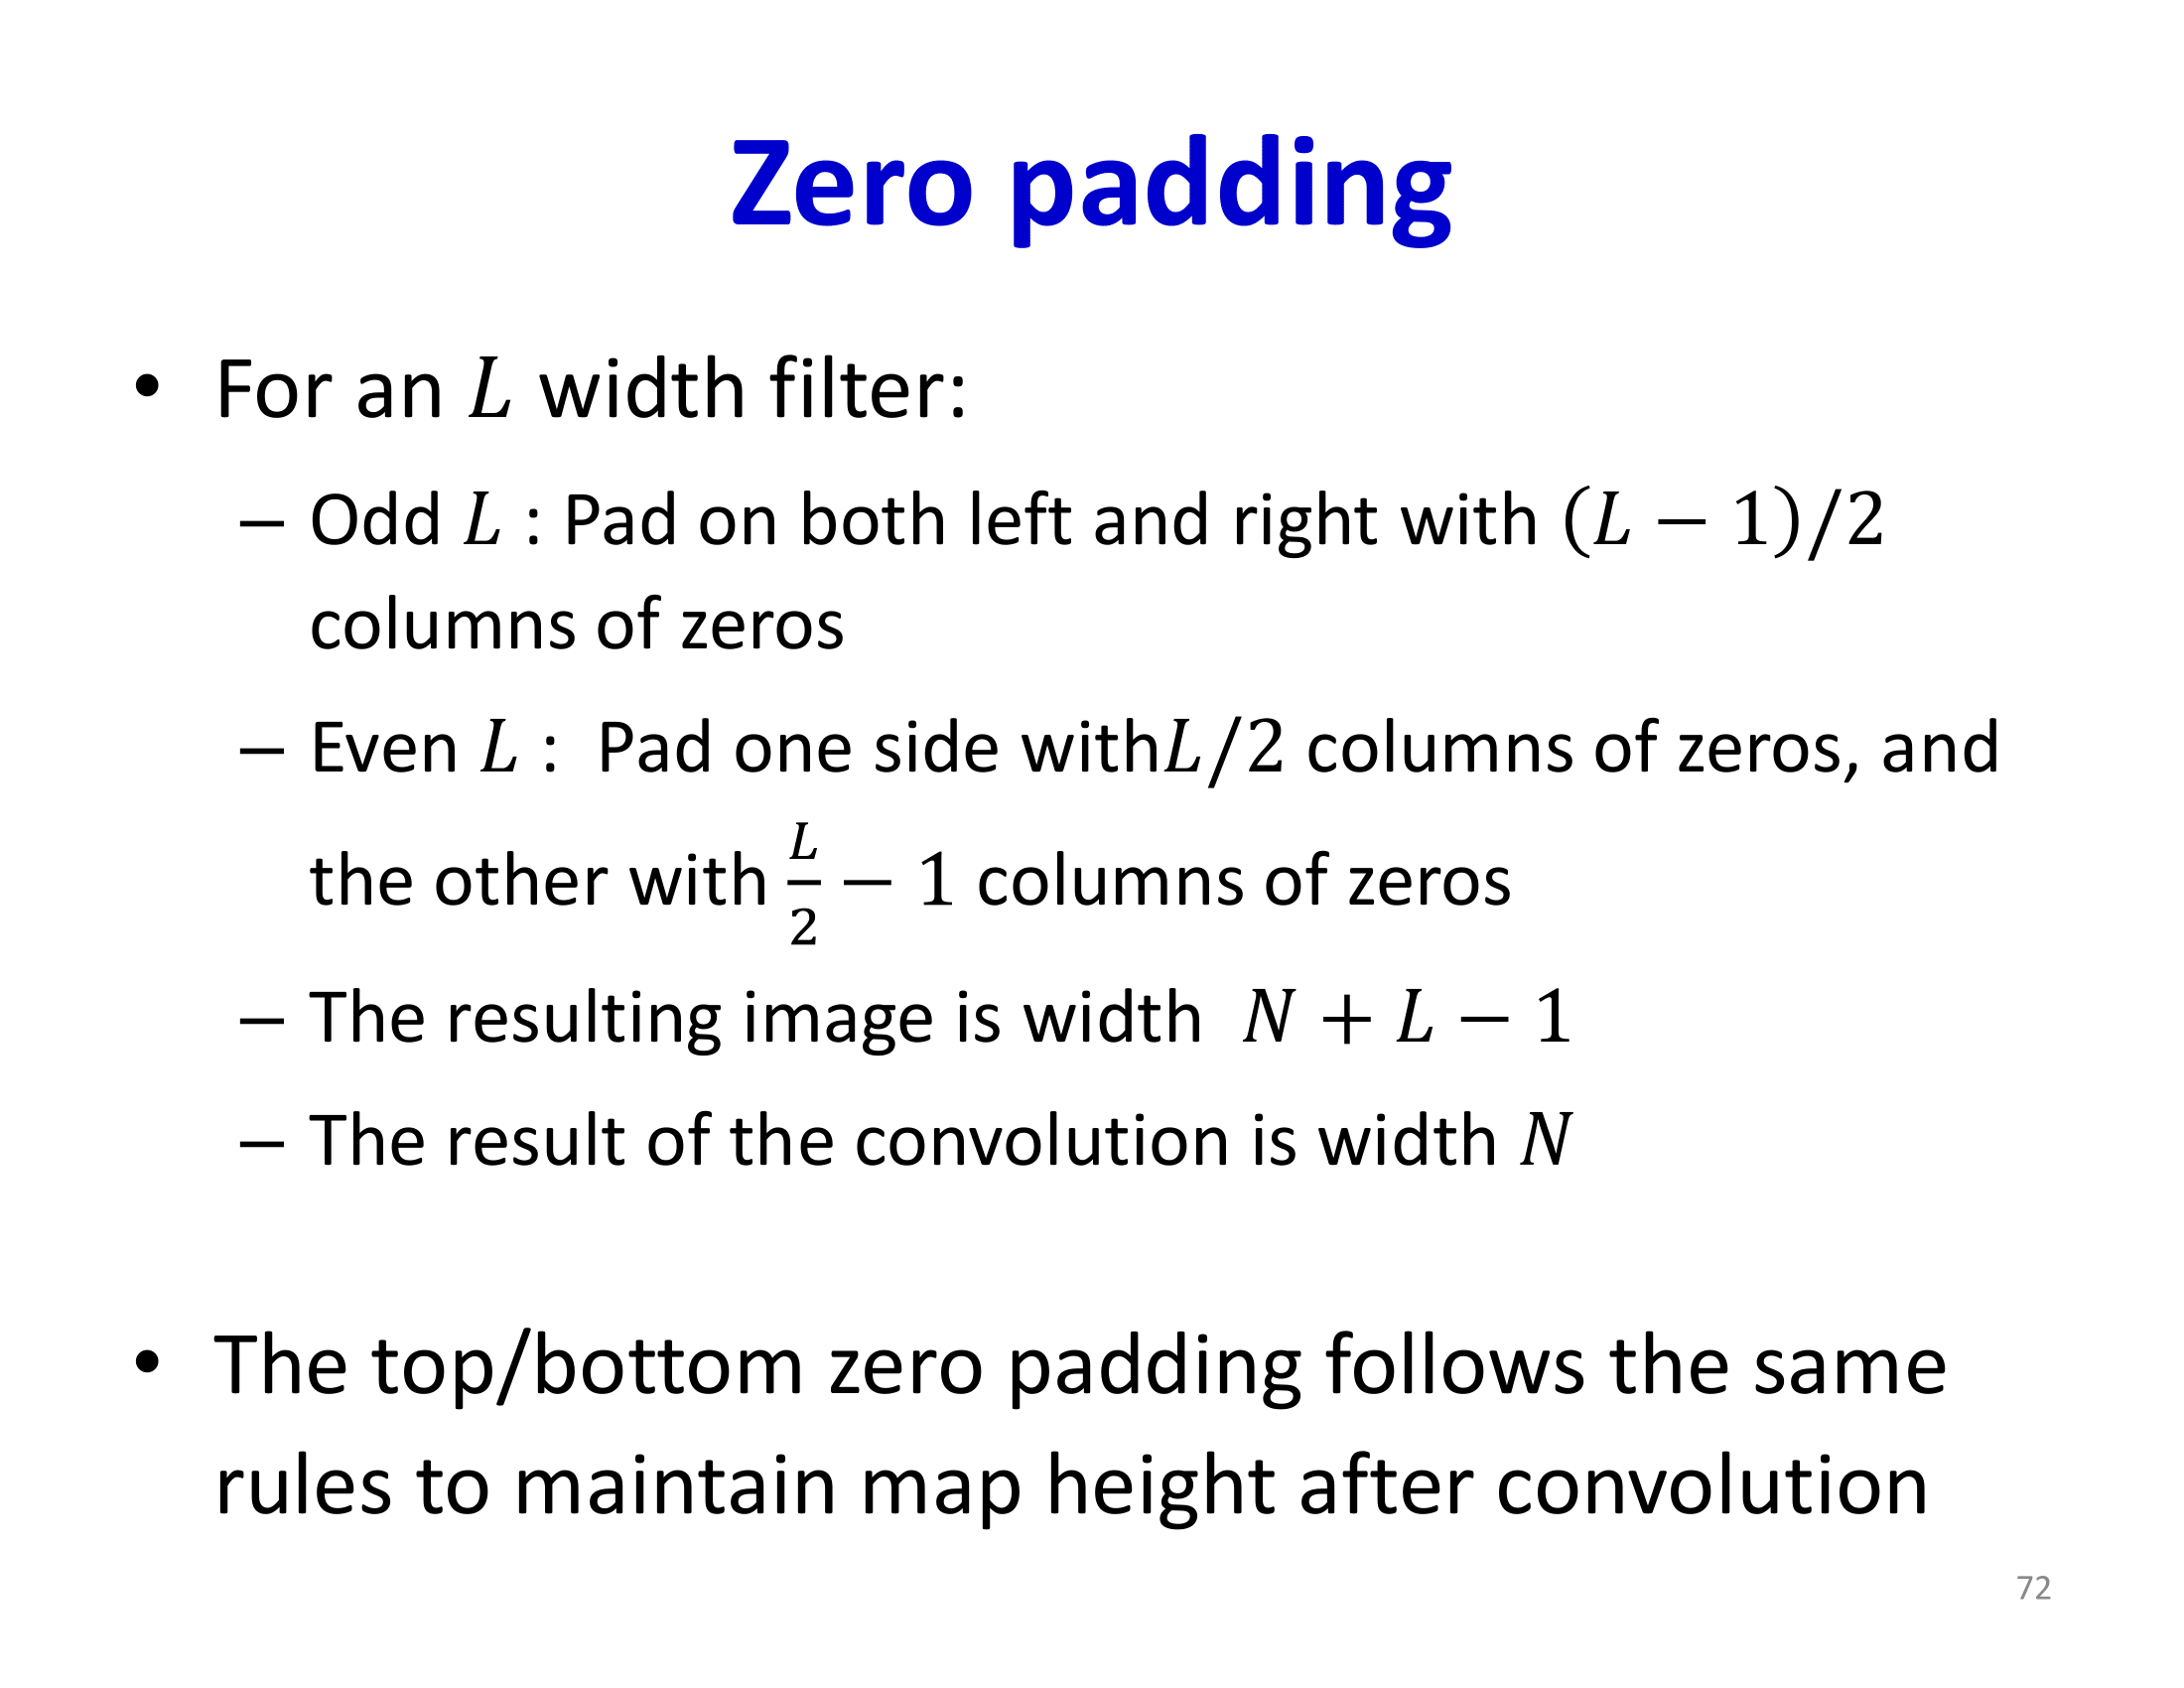 Zero padding
• For an 𝐿 width filter:
– Odd 𝐿 : Pad on both left and right with (𝐿 − 1)/2
columns of zeros
– Even 𝐿 : Pad one side with𝐿/2 columns of zeros, and
the other with 𝐿/2 − 1 columns of zeros
– The resulting image is width 𝑁 + 𝐿 − 1
– The result of the convolution is width 𝑁
• The top/bottom zero padding follows the same
rules to maintain map height after convolution
72